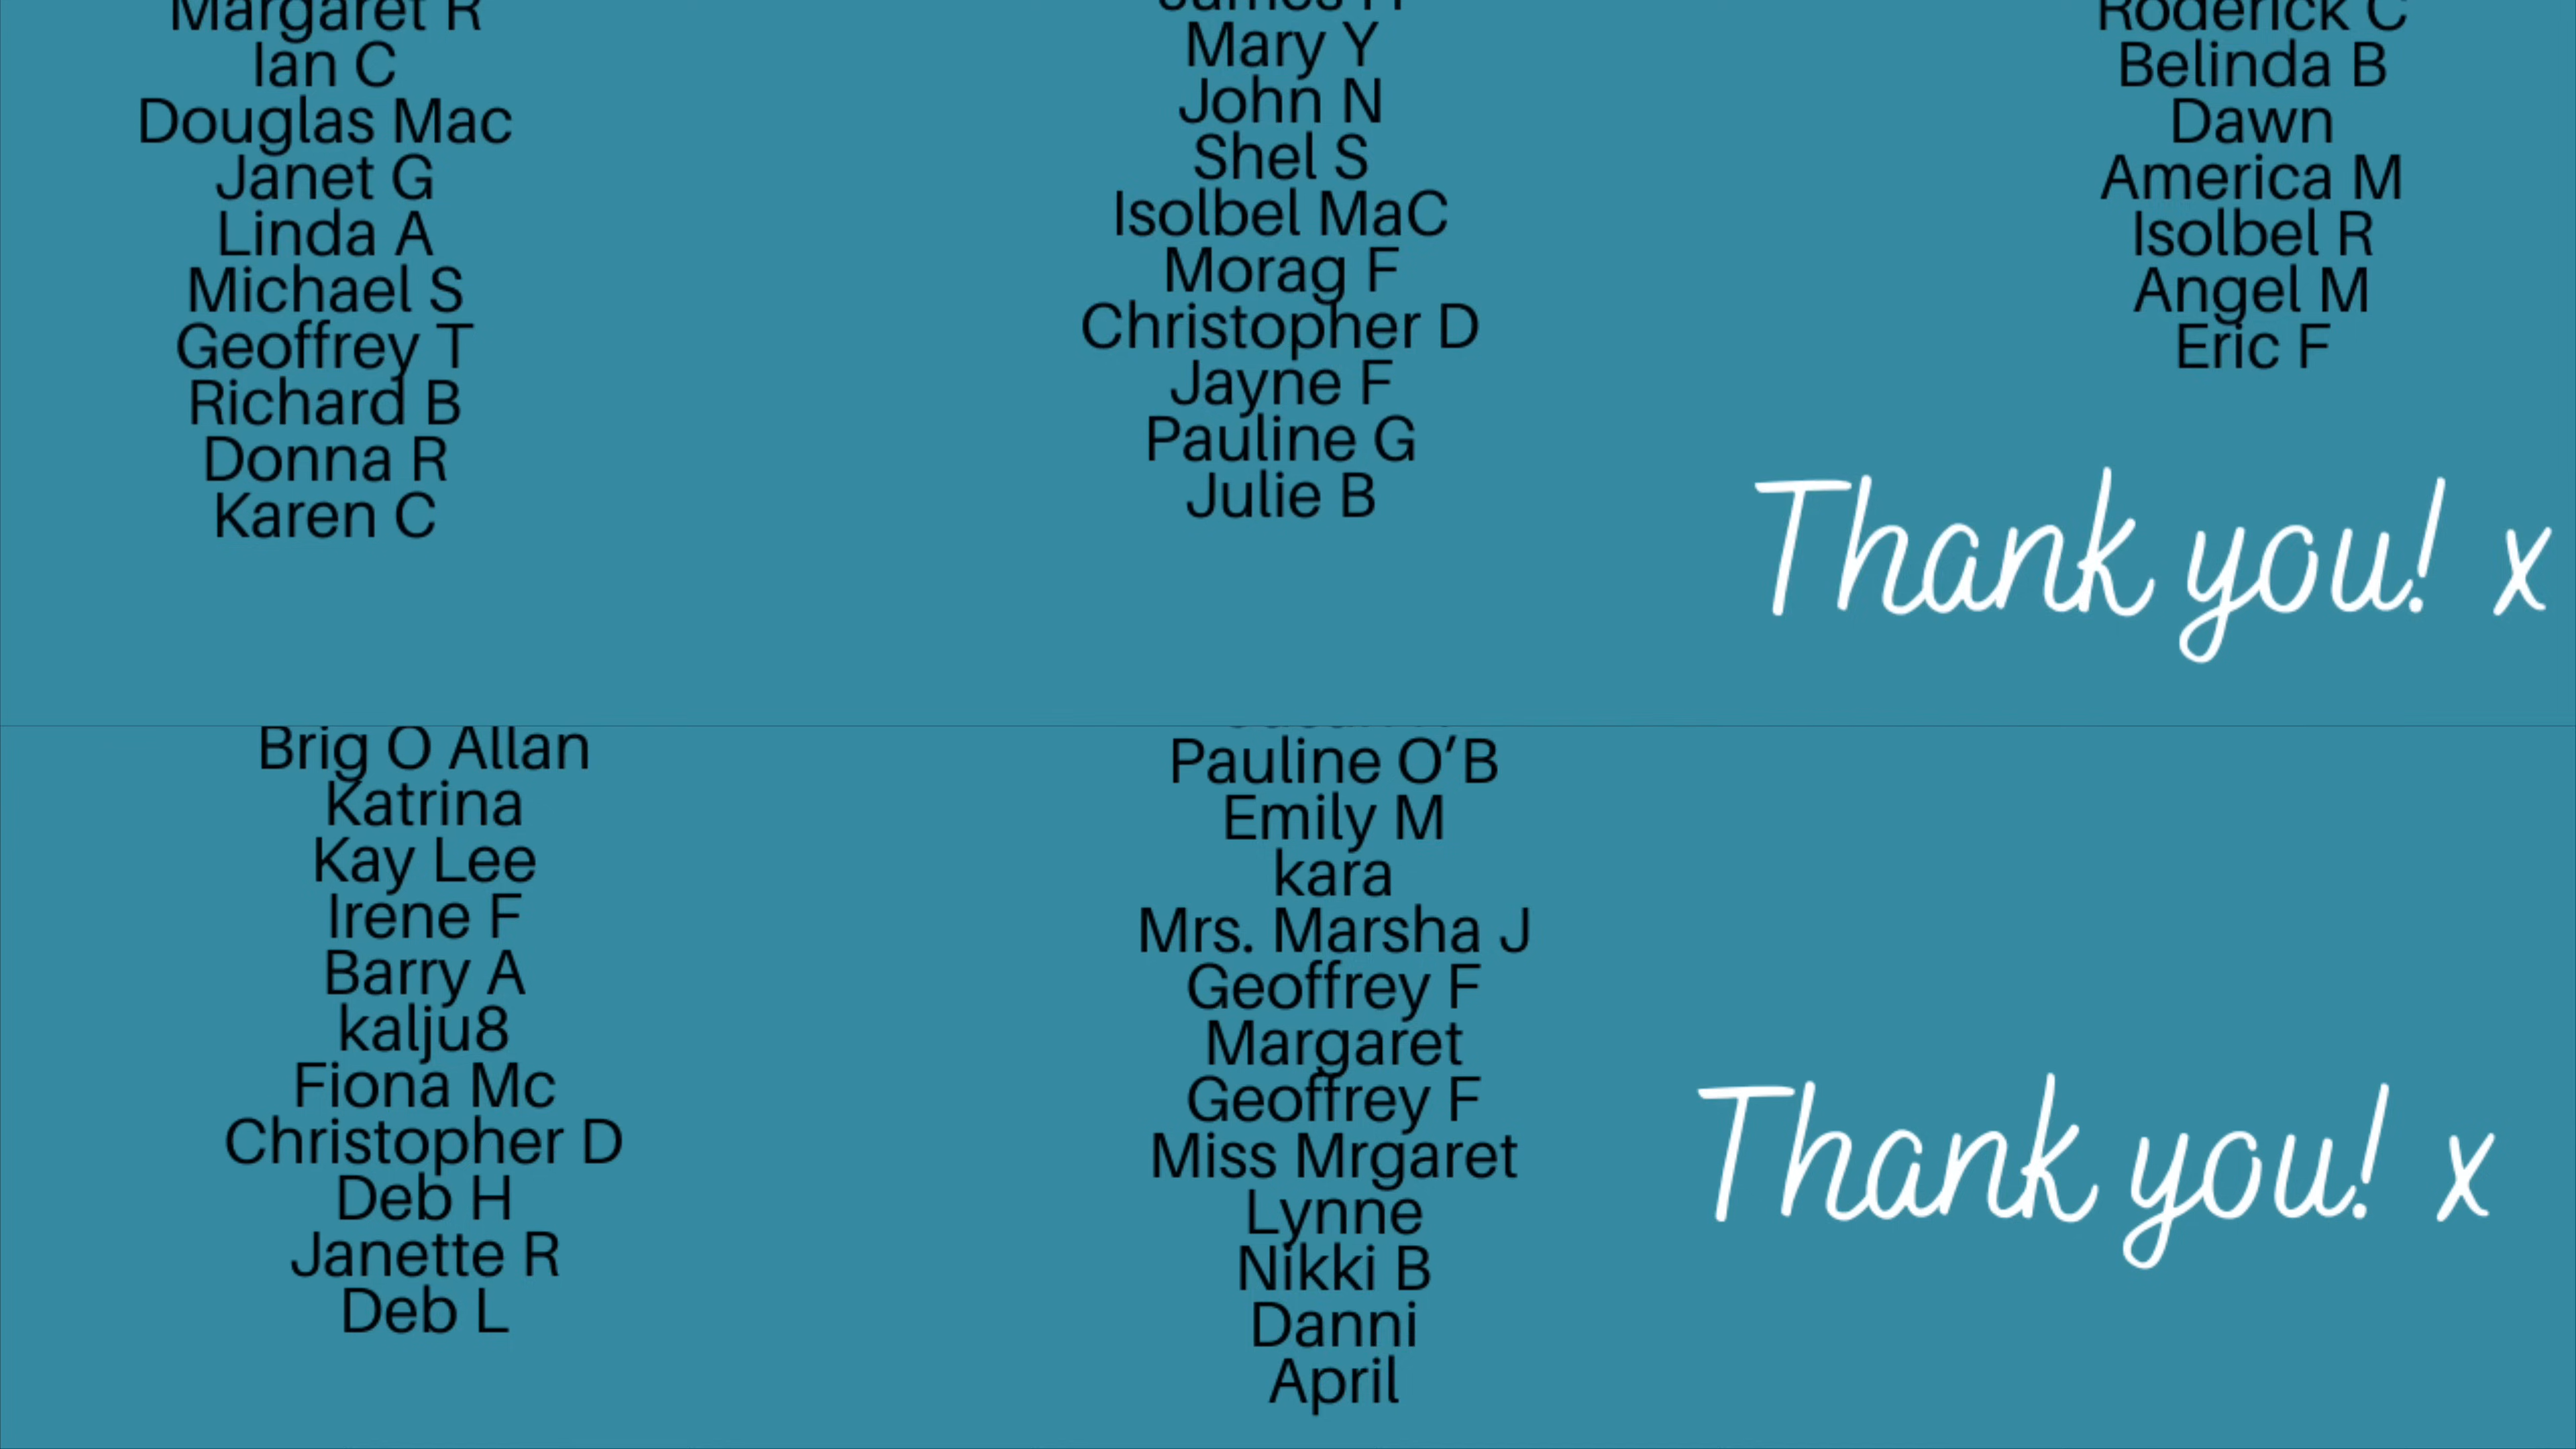 Margaret R
Ian C
Douglas Mac
Janet G
Linda A
Michael S
Geoffrey T
Richard B
Donna R
Karen C
Mary Y
John N
Shel S
Isolbel MaC
Morag F
Christopher D
Jayne F
Pauline G
Julie B
Roderick C
Belinda B
Dawn
America M
Isolbel R
Angel M
Eric F
Thank you! x
Brig O Allan
Katrina
Kay Lee
Irene F
Barry A
kalju8
Fiona Mc
Christopher D
Deb H
Janette R
Deb L
Pauline O’B
Emily M
kara
Mrs. Marsha J
Geoffrey F
Margaret
Geoffrey F
Miss Mrgaret
Lynne
Nikki B
Danni
April
Thank you! x